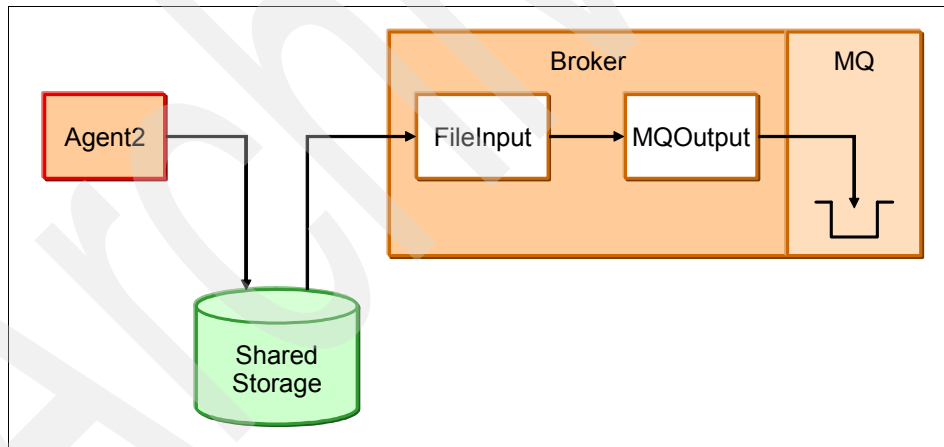 Broker
MQ
Agent2
FileInput
MQOutput
Shared
Storage